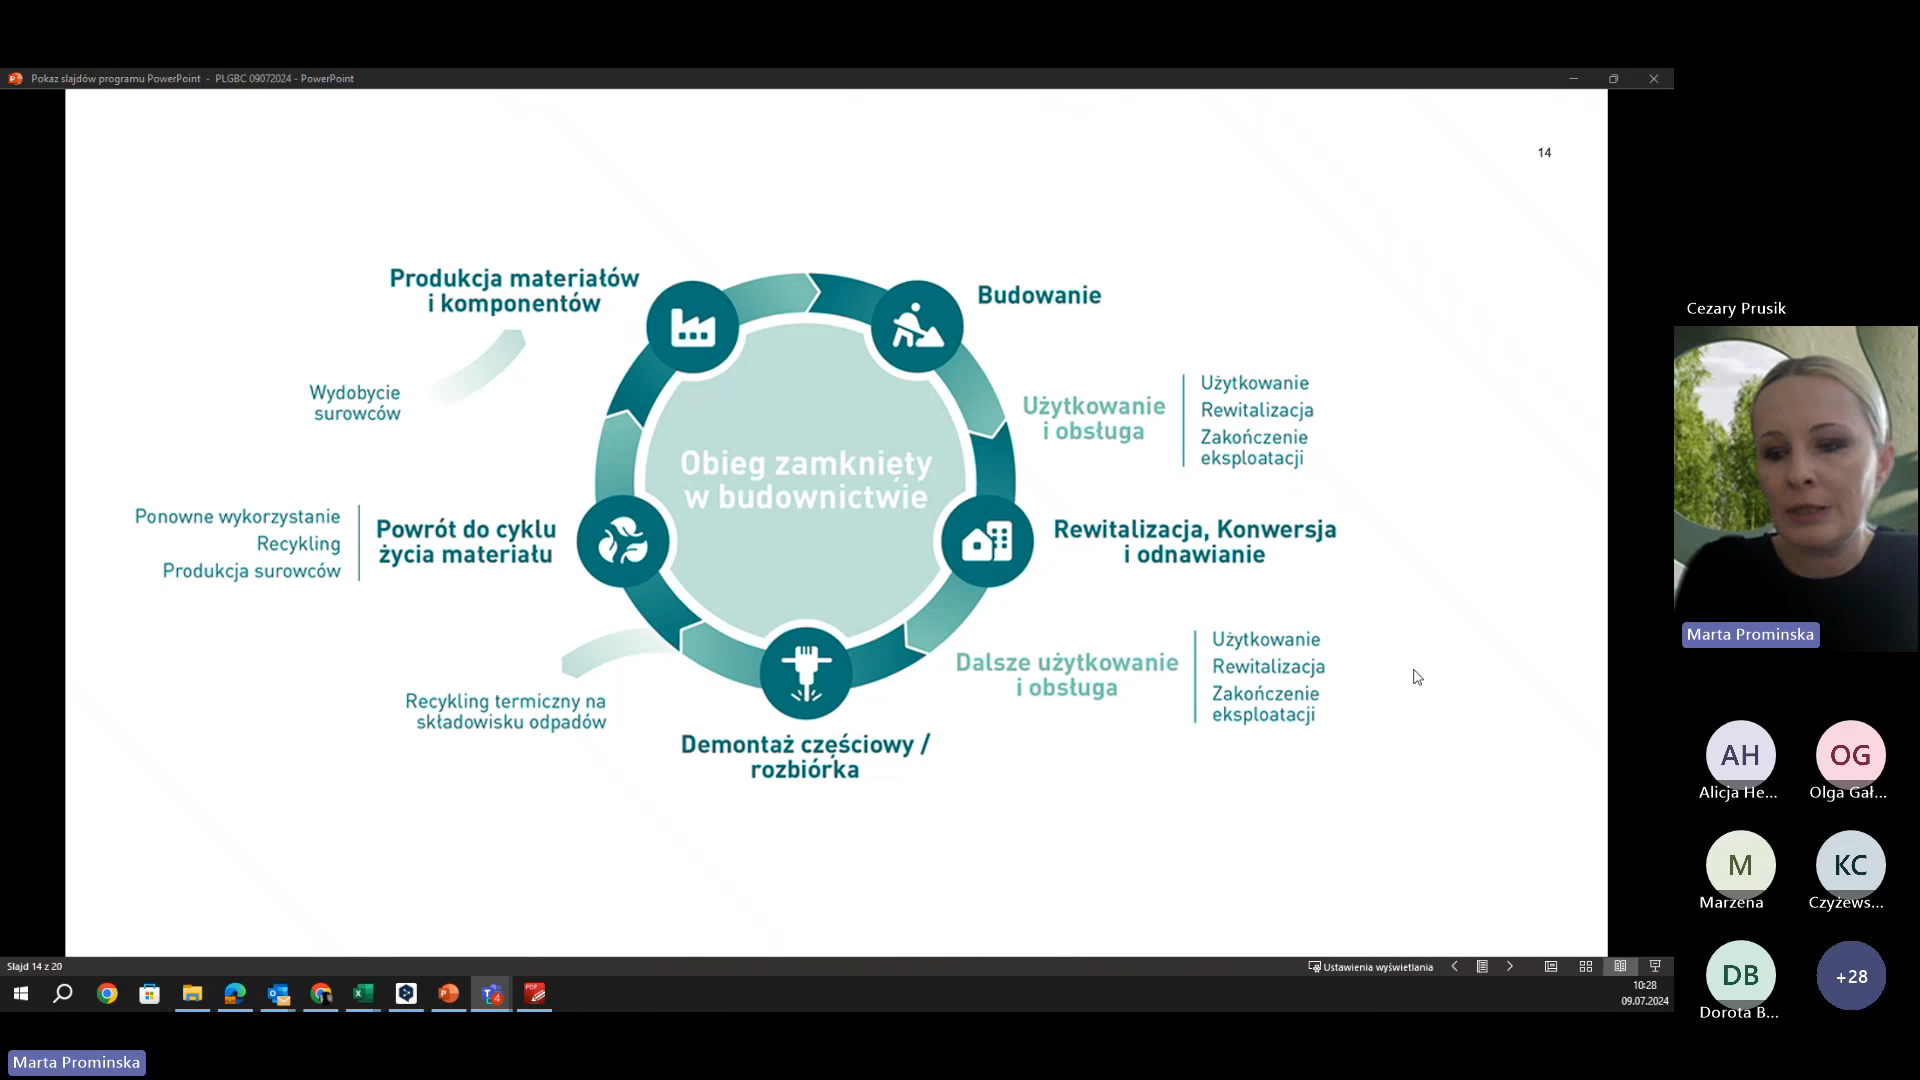 Pokaz slajdów programu PowerPoint - PLGBC 09072024 - PowerPoint
14
Produkcja materiałów
i komponentów
Budowanie
Wydobycie
surowców
Użytkowanie
i obsługa
Użytkowanie
Rewitalizacja
Zakończenie
eksploatacji
Obieg zamknięty
w budownictwie
Ponowne wykorzystanie
Recykling
Produkcja surowców
Powrót do cyklu
życia materiału
Rewitalizacja, Konwersja
i odnawianie
Dalsze użytkowanie
i obsługa
Użytkowanie
Rewitalizacja
Zakończenie
eksploatacji
Recykling termiczny na
składowisku odpadów
Demontaż częściowy /
rozbiórka
Cezary Prusik
Marta Prominska
AH
Alicja He...
OG
Olga Gał...
M
Marzena
KC
Czyżews...
DB
Dorota B...
+28
Slajd 14 z 20
Ustawienia wyświetlania
4
PDF
10:28
09.07.2024
Marta Prominska